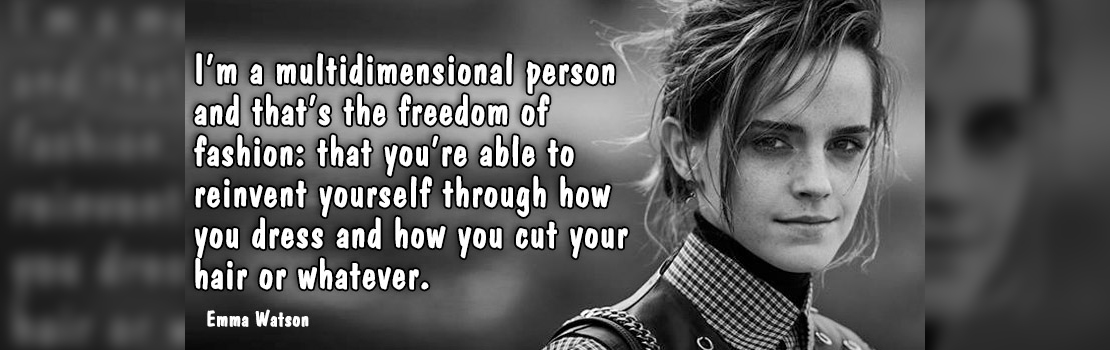 I'm a multidimensional person
and that's the freedom of
fashion: that you're able to
reinvent yourself through how
you dress and how you cut your
hair or whatever.
Emma Watson